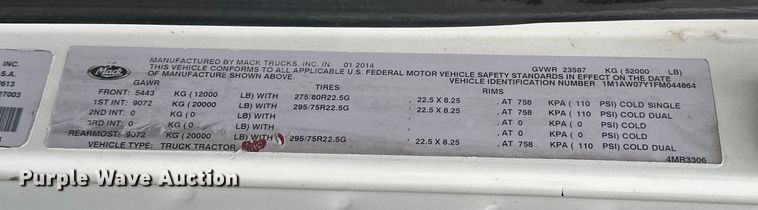 INC.
S.A.
613
27003
Mack
MANUFACTURED BY MACK TRUCKS, INC. IN 01 2014 GVWR 23587 KG (52000 LB)
THIS VEHICLE CONFORMS TO ALL APPLICABLE U.S. FEDERAL MOTOR VEHICLE SAFETY STANDARDS IN EFFECT ON THE DATE
OF MANUFACTURE SHOWN ABOVE. VEHICLE IDENTIFICATION NUMBER 1M1AW07Y1FM044864
GAWR TIRES RIMS
FRONT: 5443 KG (12000 LB) WITH 275/80R22.5G , 22.5 X 8.25 , AT 758 KPA ( 110 PSI) COLD SINGLE
1ST INT: 9072 KG (20000 LB) WITH 295/75R22.5G , 22.5 X 8.25 , AT 758 KPA ( 110 PSI) COLD DUAL
2ND INT: 0 KG (0 LB) WITH , , AT 0 KPA ( 0 PSI) COLD
3RD INT: 0 KG (0 LB) WITH , , AT 0 KPA ( 0 PSI) COLD
REARMOST: 9072 KG (20000 LB) WITH 295/75R22.5G , 22.5 X 8.25 , AT 758 KPA ( 110 PSI) COLD DUAL
VEHICLE TYPE: TRUCK TRACTOR
4MR3306
Purple Wave Auction